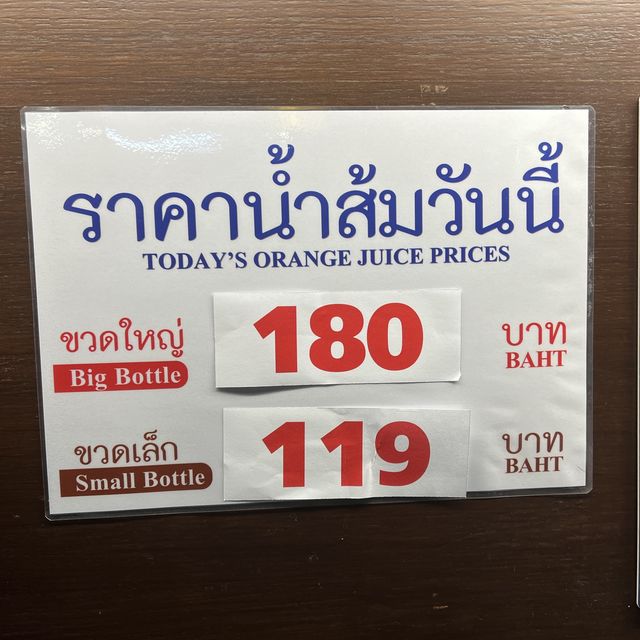 ราคาน้ำส้มวันนี้
TODAY'S ORANGE JUICE PRICES
ขวดใหญ่ 180 บาท
Big Bottle BAHT
ขวดเล็ก 119 บาท
Small Bottle BAHT